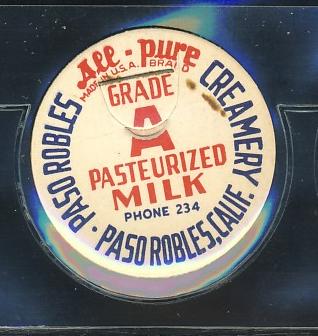 All-pure
MADE IN U.S.A. BRAND
GRADE
A
PASTEURIZED
MILK
PHONE 234
PASO ROBLES CREAMERY
· PASO ROBLES, CALIF.